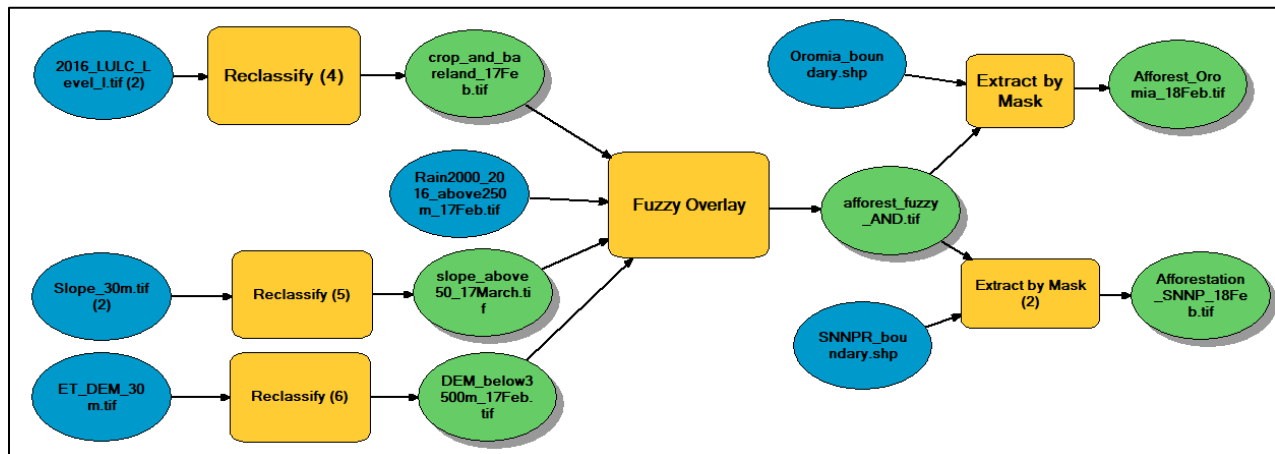 2016_LULC_L
evel_I.tif (2)
Reclassify (4)
crop_and_ba
reland_17Fe
b.tif
Rain2000_20
16_above250
m_17Feb.tif
Slope_30m.tif
(2)
Reclassify (5)
slope_above
50_17March.ti
f
ET_DEM_30
m.tif
Reclassify (6)
DEM_below3
500m_17Feb.
tif
Fuzzy Overlay
afforest_fuzzy
_AND.tif
Oromia_boun
dary.shp
Extract by
Mask
Afforest_Oro
mia_18Feb.tif
SNNPR_bou
ndary.shp
Extract by Mask
(2)
Afforestation
_SNNP_18Fe
b.tif